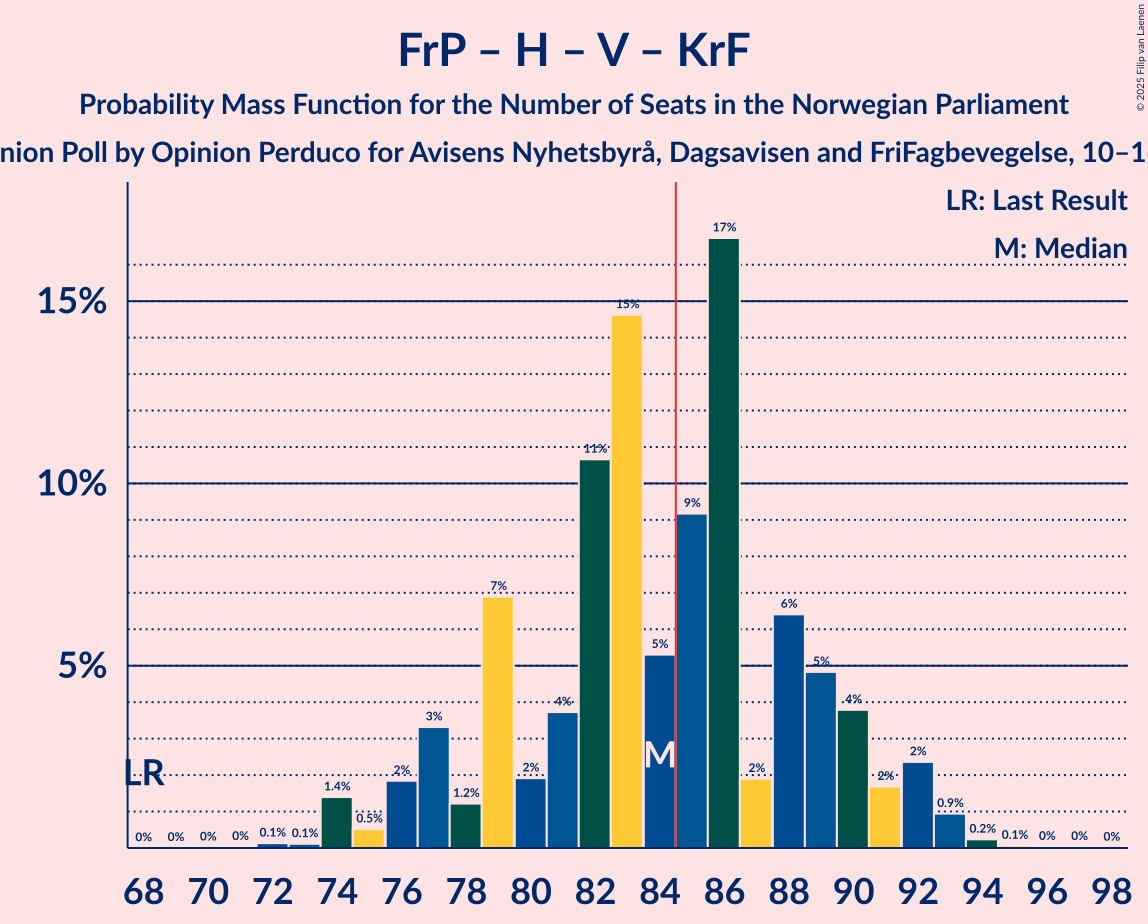 © 2025 Filip van Laenen
FrP – H – V – KrF
Probability Mass Function for the Number of Seats in the Norwegian Parliament
nion Poll by Opinion Perduco for Avisens Nyhetsbyrå, Dagsavisen and FriFagbevegelse, 10–1
LR: Last Result
M: Median
15%
10%
5%
LR
M
0% 0% 0% 0% 0.1% 0.1% 1.4% 0.5% 2% 3% 1.2% 7% 2% 4% 11% 15% 5% 9% 17% 2% 6% 5% 4% 2% 2% 0.9% 0.2% 0.1% 0% 0% 0%
68 70 72 74 76 78 80 82 84 86 88 90 92 94 96 98